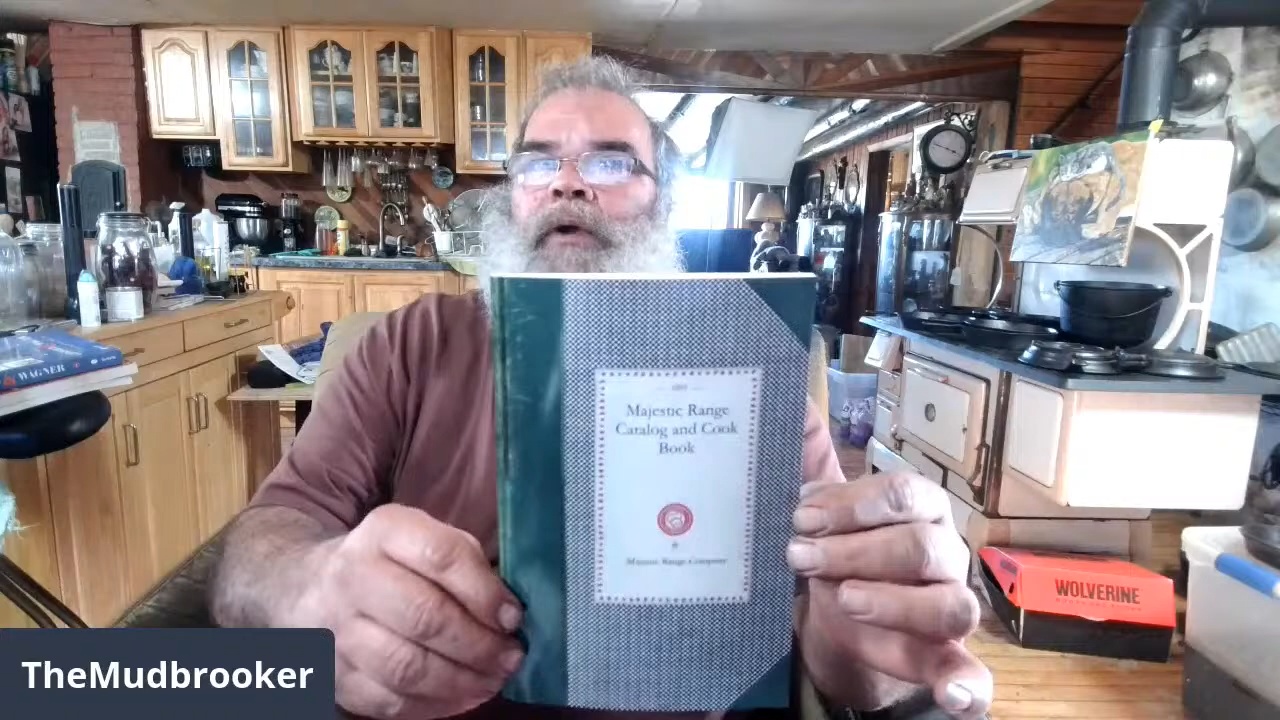 WAGNER
Majestic Range
Catalog and Cook
Book
Majestic Range Company
WOLVERINE
TheMudbrooker